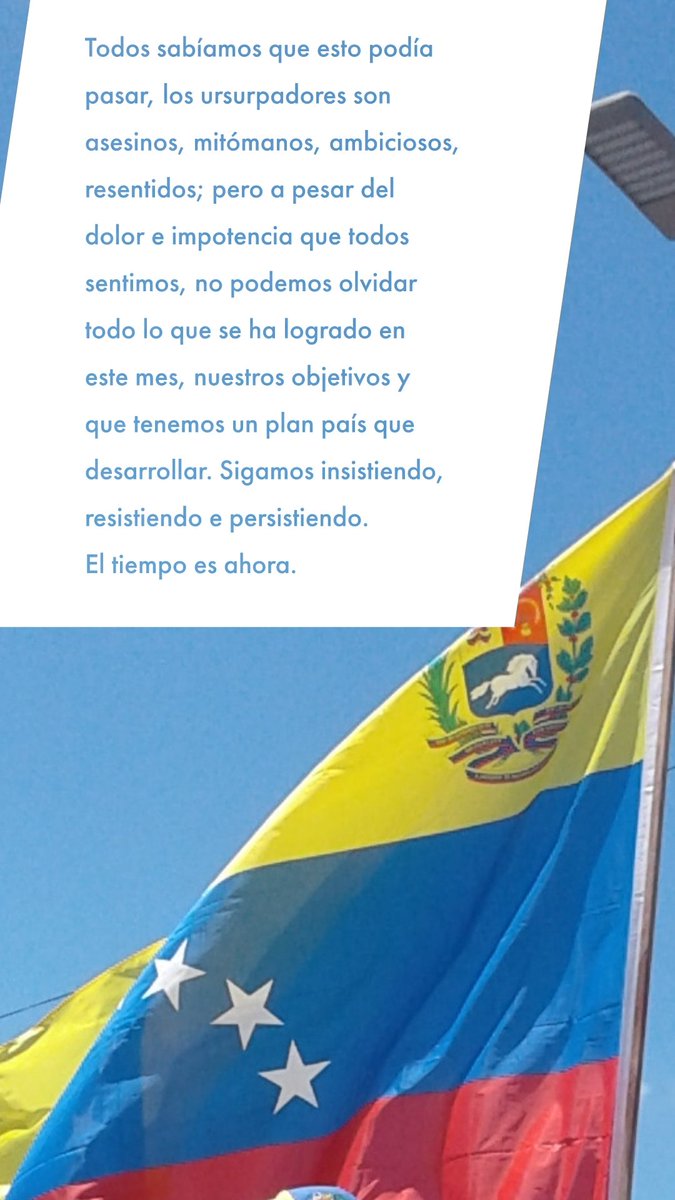 Todos sabíamos que esto podía
pasar, los ursurpadores son
asesinos, mitómanos, ambiciosos,
resentidos; pero a pesar del
dolor e impotencia que todos
sentimos, no podemos olvidar
todo lo que se ha logrado en
este mes, nuestros objetivos y
que tenemos un plan país que
desarrollar. Sigamos insistiendo,
resistiendo e persistiendo.
El tiempo es ahora.